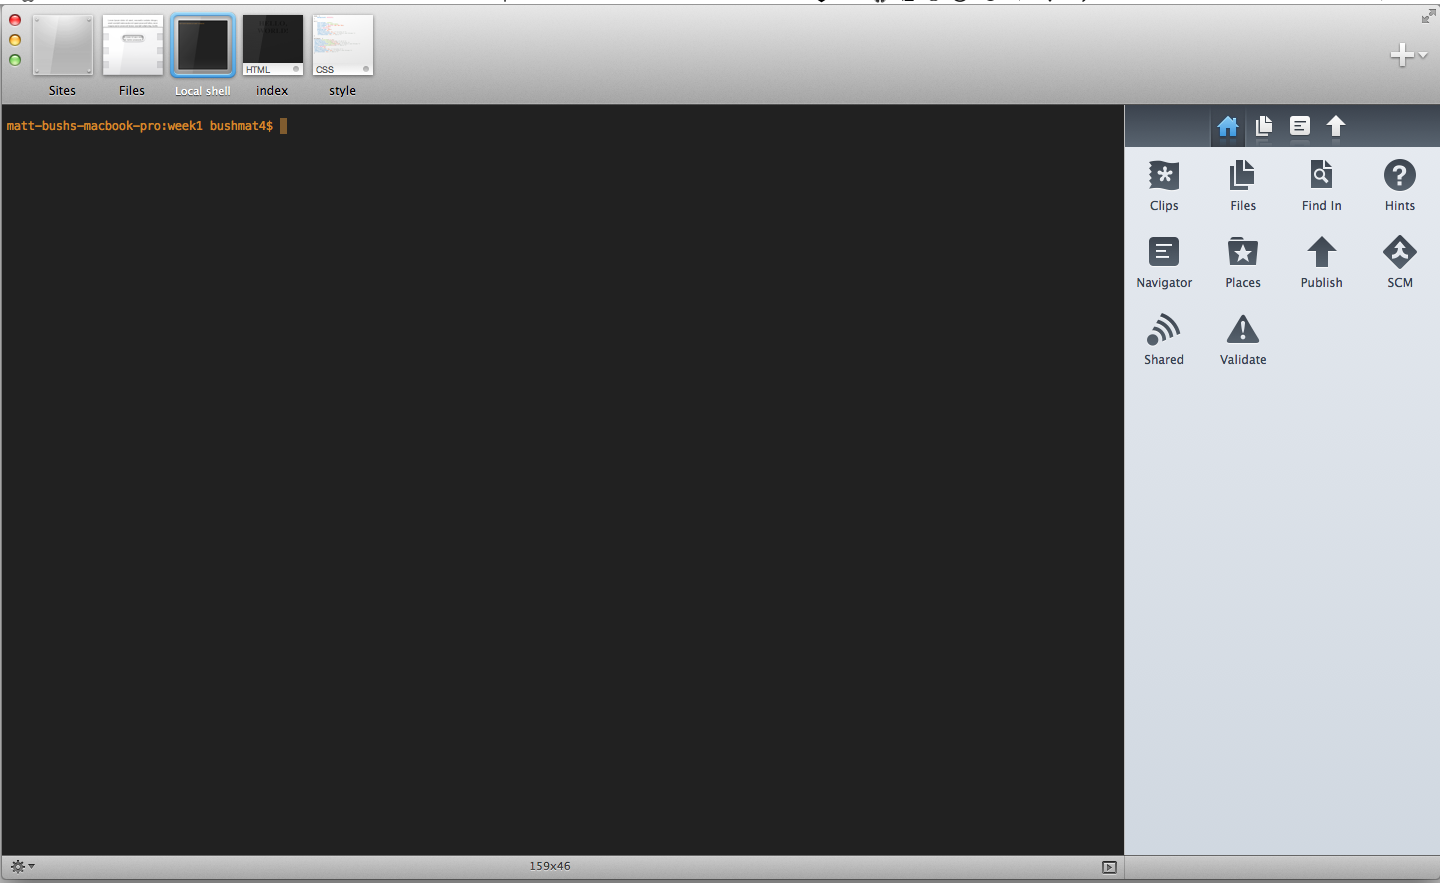 HTML
CSS
Sites
Files
Local shell
index
style
matt-bushs-macbook-pro:week1 bushmat4$
Clips
Files
Find In
Hints
Navigator
Places
Publish
SCM
Shared
Validate
159x46